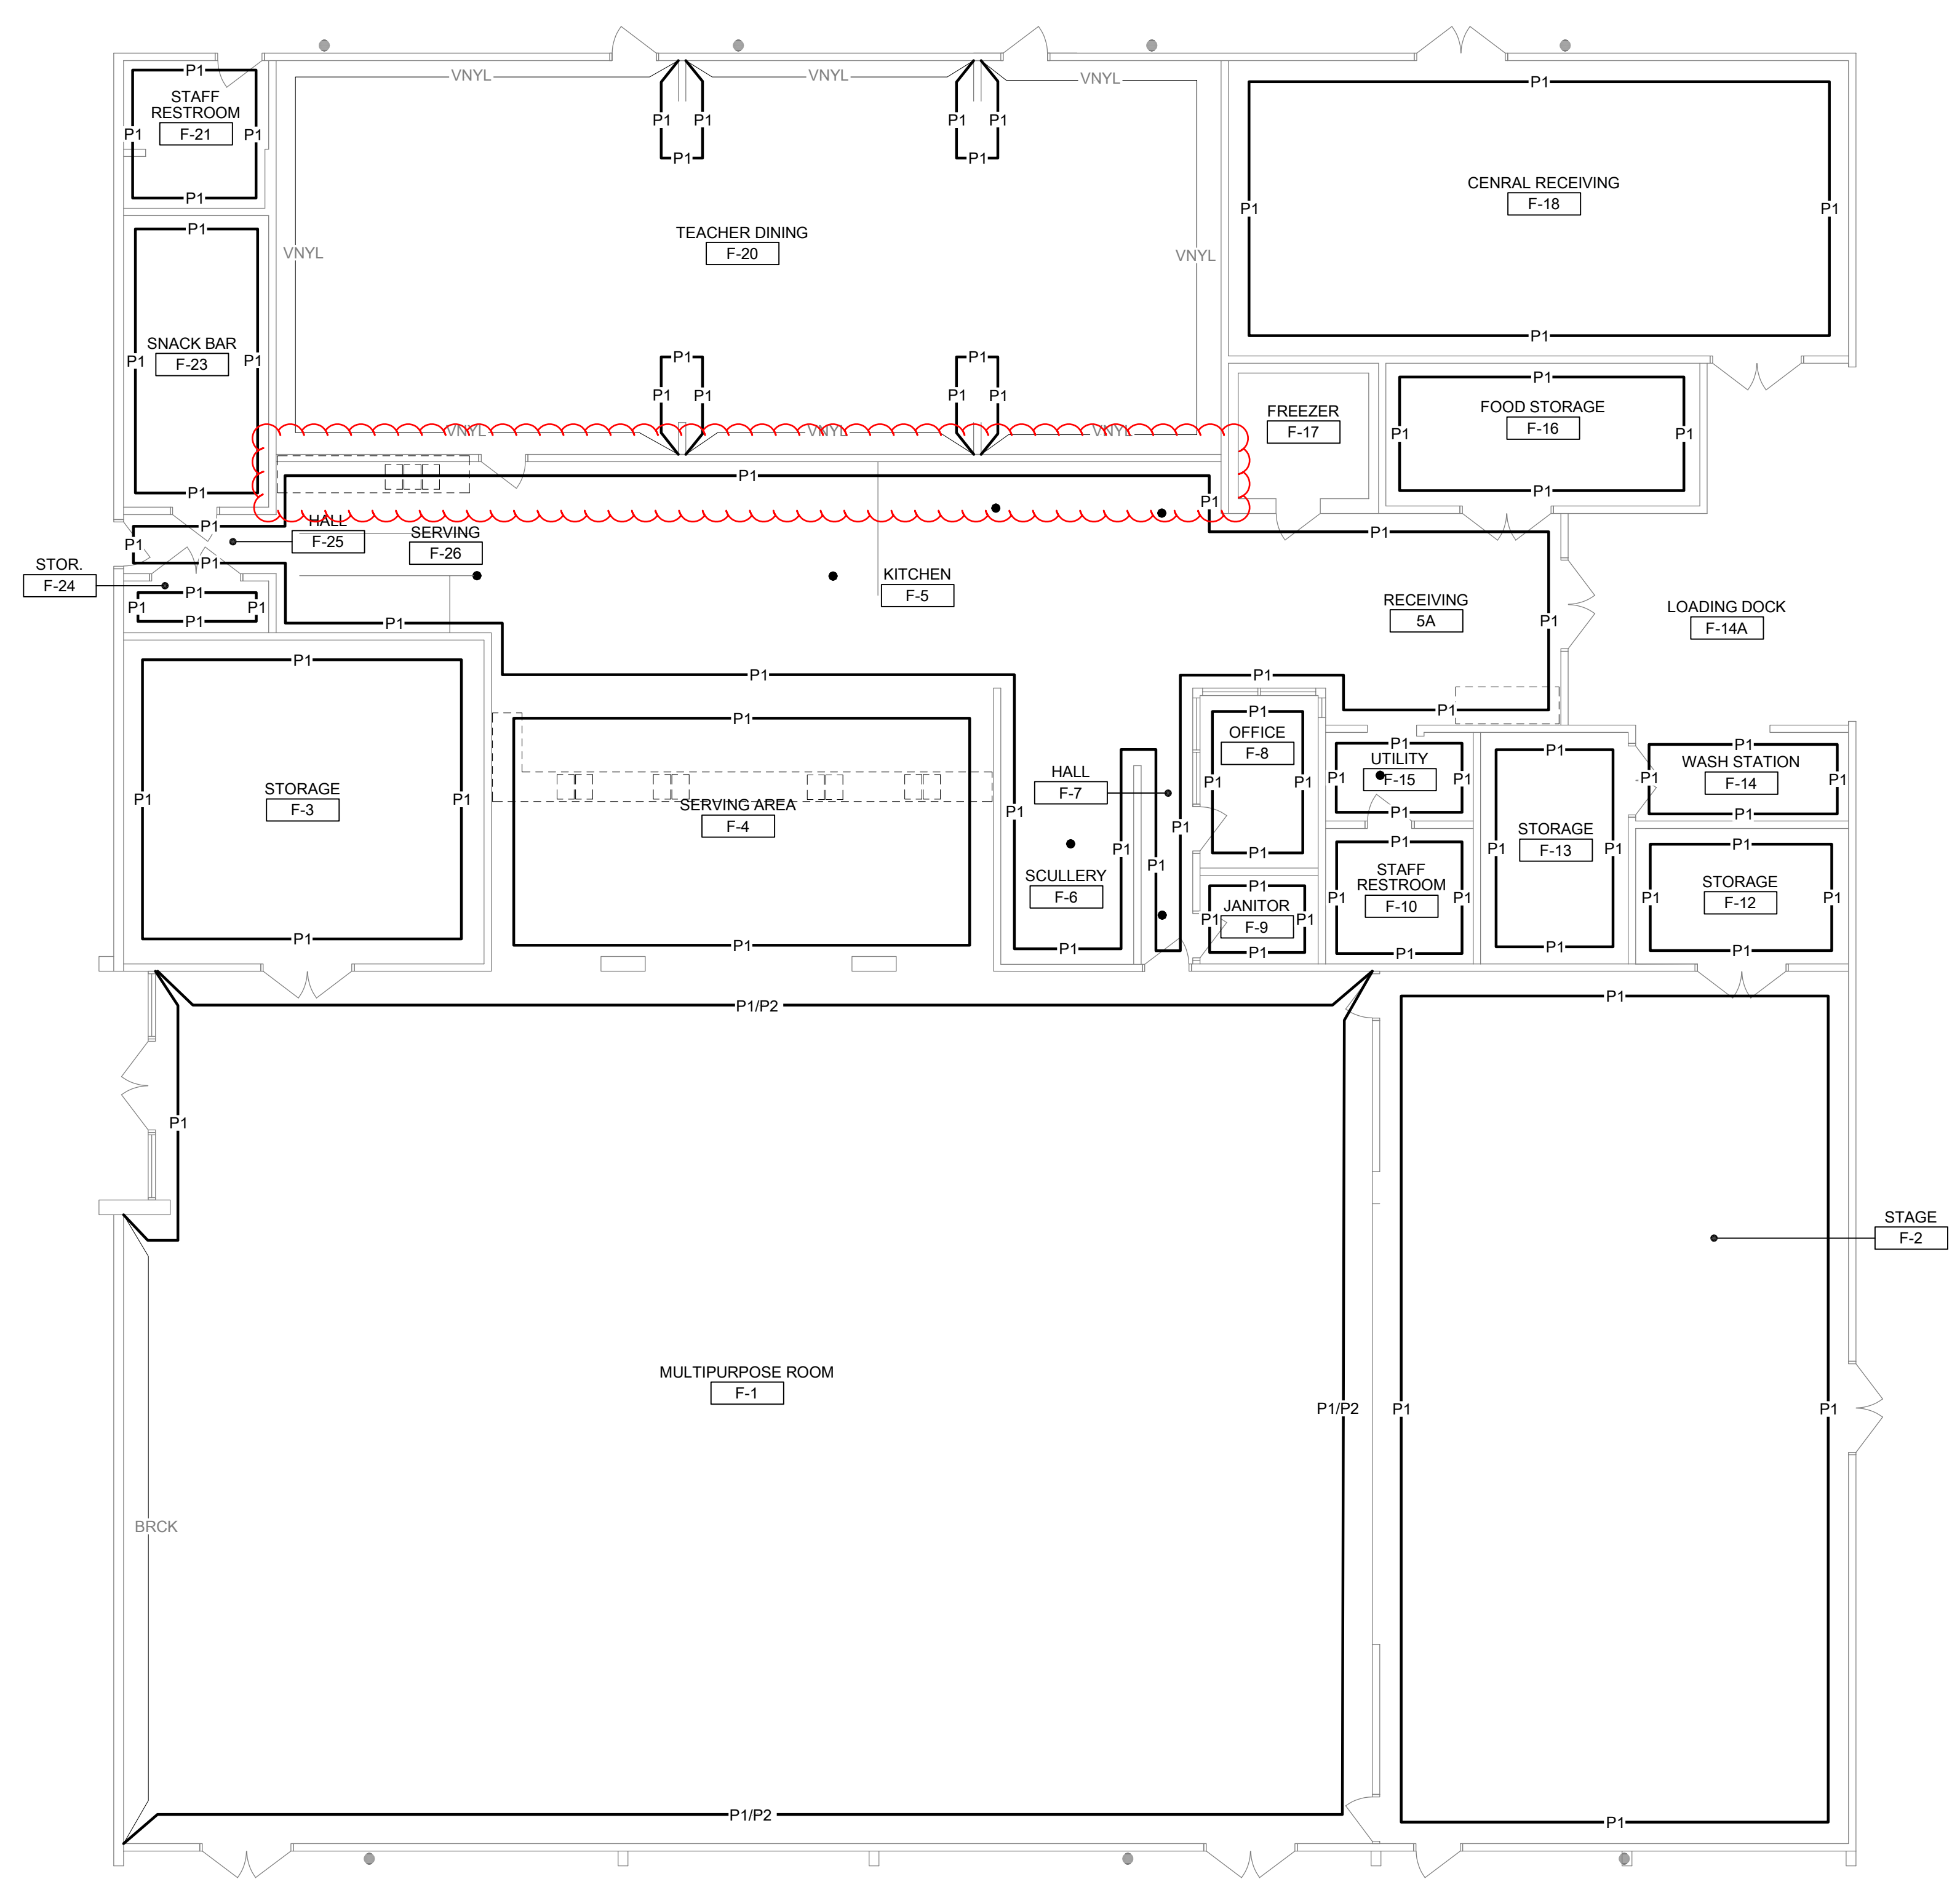 P1
VNYL
VNYL
VNYL
P1
STAFF
RESTROOM
F-21
P1
P1
P1
P1
P1
P1
P1
P1
P1
P1
CENRAL RECEIVING
F-18
P1
P1
P1
P1
TEACHER DINING
F-20
VNYL
VNYL
P1
SNACK BAR
F-23
P1
P1
P1
P1
P1
P1
P1
P1
P1
P1
FREEZER
F-17
FOOD STORAGE
F-16
P1
P1
P1
P1
VNYL
VNYL
VNYL
P1
P1
P1
P1
HALL
F-25
SERVING
F-26
P1
P1
P1
STOR.
F-24
P1
P1
P1
P1
KITCHEN
F-5
RECEIVING
5A
P1
LOADING DOCK
F-14A
P1
P1
P1
P1
P1
P1
STORAGE
F-3
P1
P1
P1
P1
SERVING AREA
F-4
P1
P1
HALL
F-7
P1
P1
P1
P1
SCULLERY
F-6
P1
P1
OFFICE
F-8
P1
P1
P1
P1
UTILITY
F-15
P1
P1
P1
P1
STORAGE
F-13
P1
P1
P1
P1
WASH STATION
F-14
P1
P1
P1
P1
JANITOR
F-9
P1
P1
P1
P1
STAFF
RESTROOM
F-10
P1
P1
P1
P1
STORAGE
F-12
P1
P1
P1
P1/P2
P1
P1
STAGE
F-2
MULTIPURPOSE ROOM
F-1
P1/P2
P1
P1
BRCK
P1/P2
P1